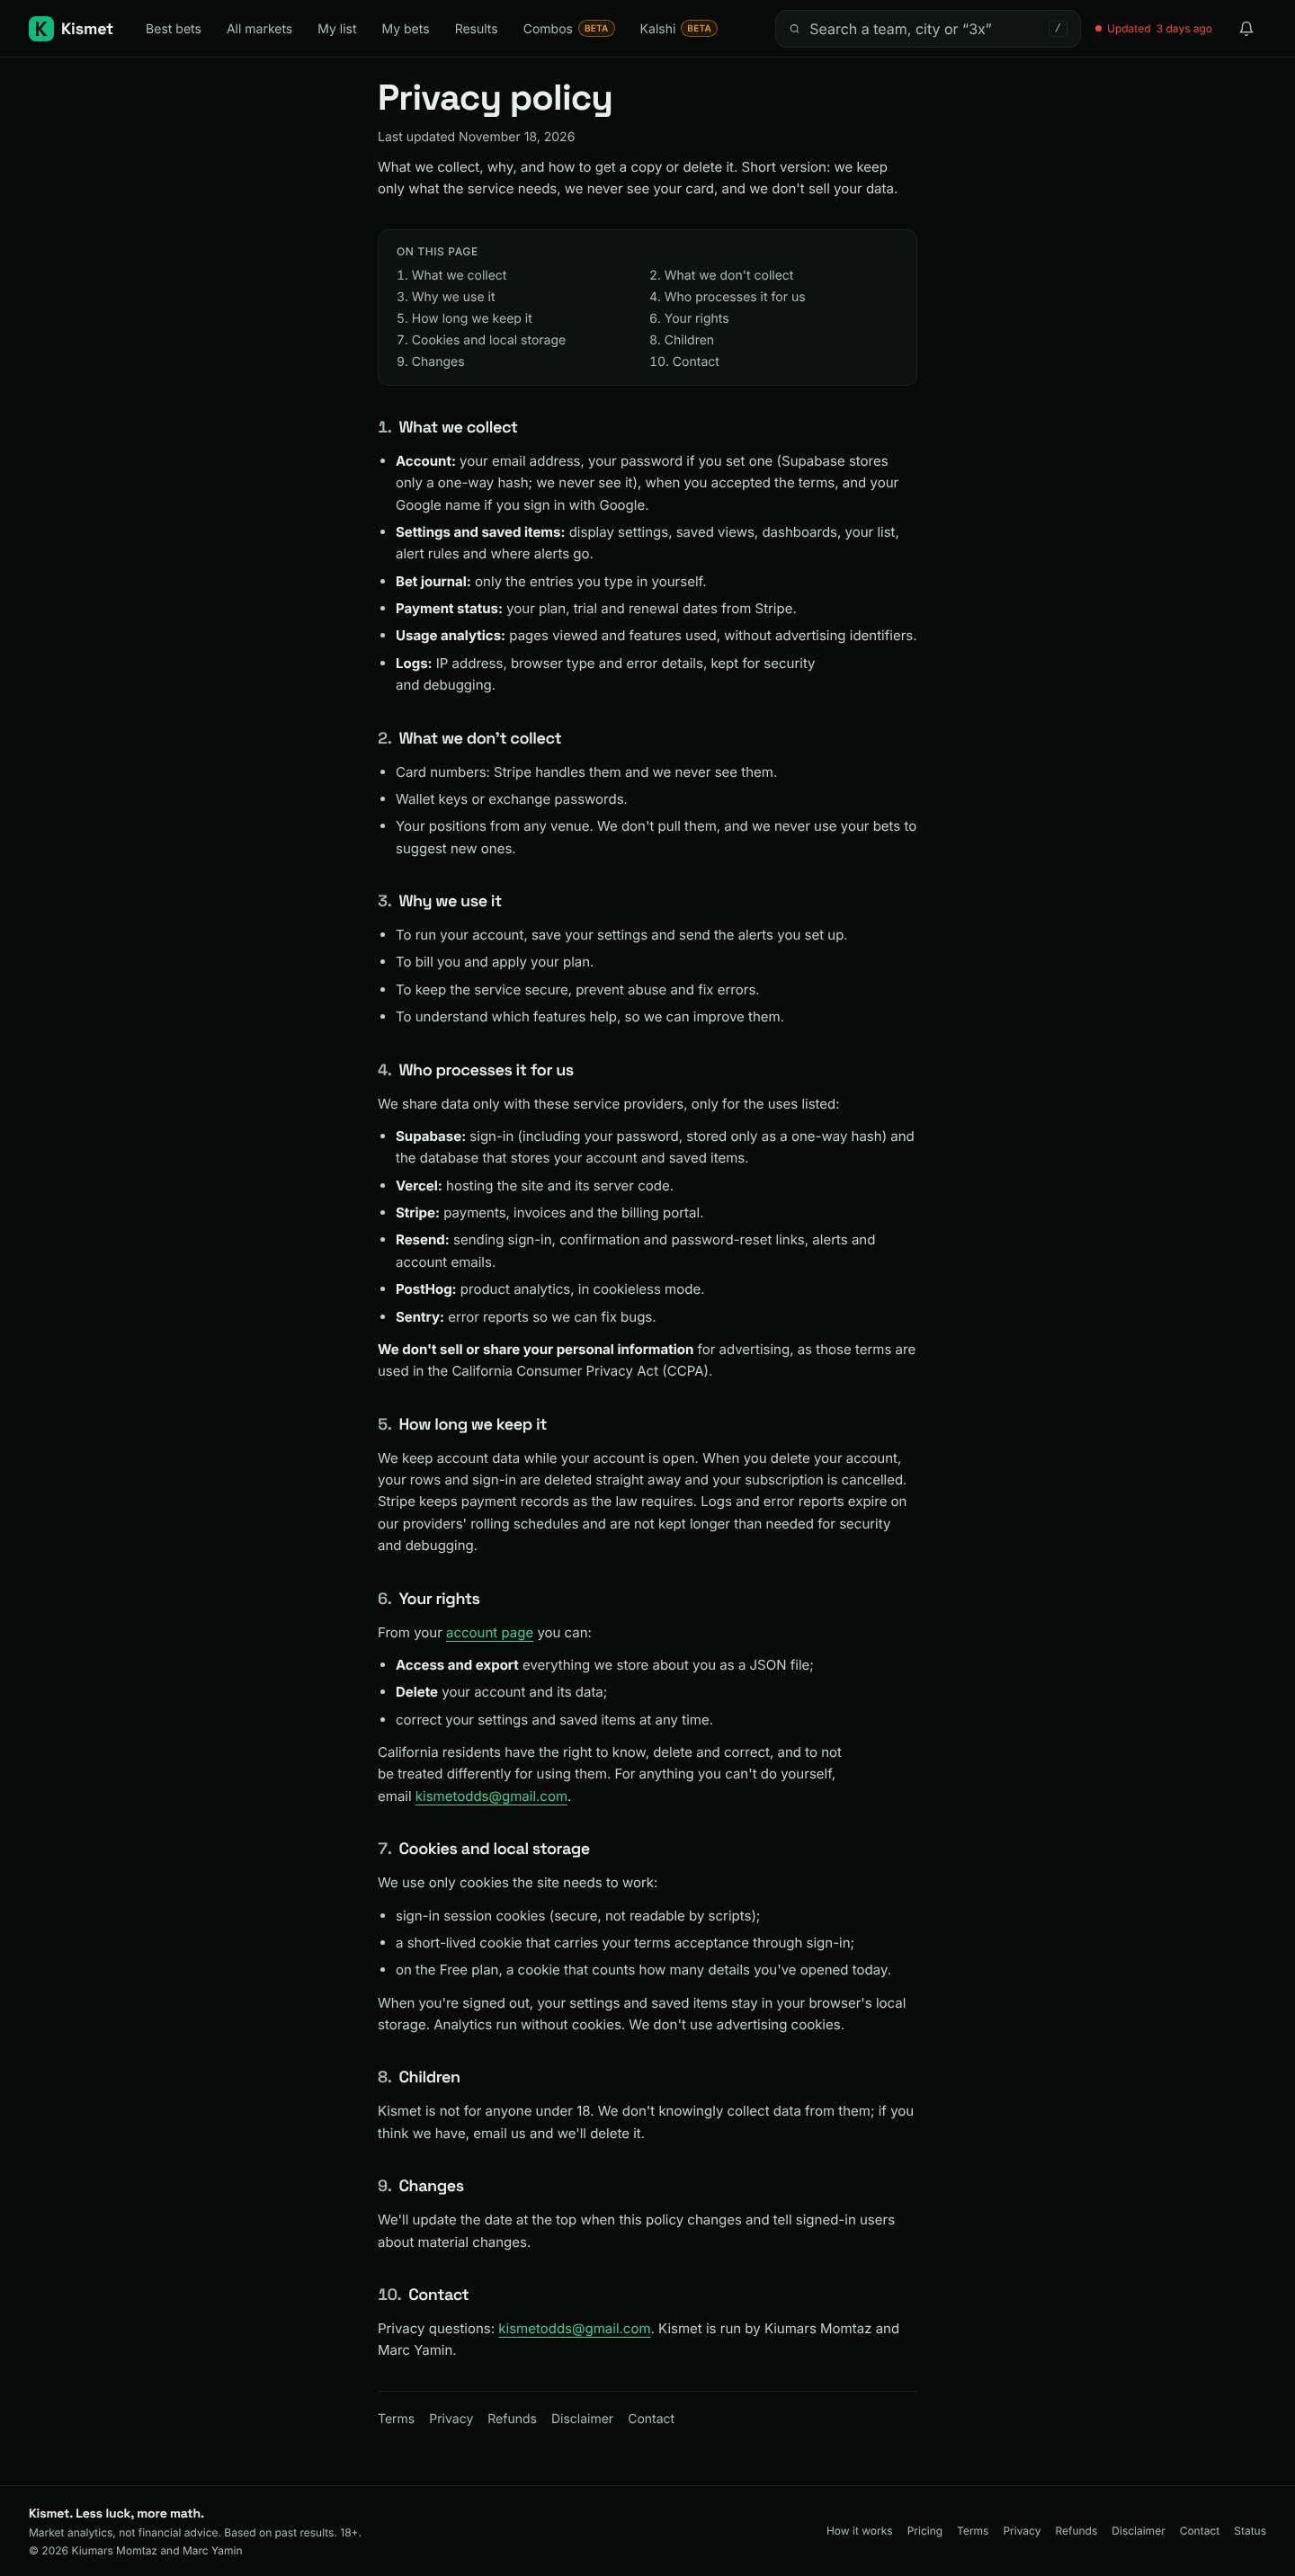 K Kismet
Best bets
All markets
My list
My bets
Results
Combos BETA
Kalshi BETA
Search a team, city or “3x” /
Updated 3 days ago
Privacy policy
Last updated November 18, 2026
What we collect, why, and how to get a copy or delete it. Short version: we keep
only what the service needs, we never see your card, and we don't sell your data.
ON THIS PAGE
1. What we collect
2. What we don't collect
3. Why we use it
4. Who processes it for us
5. How long we keep it
6. Your rights
7. Cookies and local storage
8. Children
9. Changes
10. Contact
1. What we collect
• Account: your email address, your password if you set one (Supabase stores
only a one-way hash; we never see it), when you accepted the terms, and your
Google name if you sign in with Google.
• Settings and saved items: display settings, saved views, dashboards, your list,
alert rules and where alerts go.
• Bet journal: only the entries you type in yourself.
• Payment status: your plan, trial and renewal dates from Stripe.
• Usage analytics: pages viewed and features used, without advertising identifiers.
• Logs: IP address, browser type and error details, kept for security
and debugging.
2. What we don’t collect
• Card numbers: Stripe handles them and we never see them.
• Wallet keys or exchange passwords.
• Your positions from any venue. We don't pull them, and we never use your bets to
suggest new ones.
3. Why we use it
• To run your account, save your settings and send the alerts you set up.
• To bill you and apply your plan.
• To keep the service secure, prevent abuse and fix errors.
• To understand which features help, so we can improve them.
4. Who processes it for us
We share data only with these service providers, only for the uses listed:
• Supabase: sign-in (including your password, stored only as a one-way hash) and
the database that stores your account and saved items.
• Vercel: hosting the site and its server code.
• Stripe: payments, invoices and the billing portal.
• Resend: sending sign-in, confirmation and password-reset links, alerts and
account emails.
• PostHog: product analytics, in cookieless mode.
• Sentry: error reports so we can fix bugs.
We don't sell or share your personal information for advertising, as those terms are
used in the California Consumer Privacy Act (CCPA).
5. How long we keep it
We keep account data while your account is open. When you delete your account,
your rows and sign-in are deleted straight away and your subscription is cancelled.
Stripe keeps payment records as the law requires. Logs and error reports expire on
our providers' rolling schedules and are not kept longer than needed for security
and debugging.
6. Your rights
From your account page you can:
• Access and export everything we store about you as a JSON file;
• Delete your account and its data;
• correct your settings and saved items at any time.
California residents have the right to know, delete and correct, and to not
be treated differently for using them. For anything you can't do yourself,
email kismetodds@gmail.com.
7. Cookies and local storage
We use only cookies the site needs to work:
• sign-in session cookies (secure, not readable by scripts);
• a short-lived cookie that carries your terms acceptance through sign-in;
• on the Free plan, a cookie that counts how many details you've opened today.
When you're signed out, your settings and saved items stay in your browser's local
storage. Analytics run without cookies. We don't use advertising cookies.
8. Children
Kismet is not for anyone under 18. We don't knowingly collect data from them; if you
think we have, email us and we'll delete it.
9. Changes
We'll update the date at the top when this policy changes and tell signed-in users
about material changes.
10. Contact
Privacy questions: kismetodds@gmail.com. Kismet is run by Kiumars Momtaz and
Marc Yamin.
Terms Privacy Refunds Disclaimer Contact
Kismet. Less luck, more math.
Market analytics, not financial advice. Based on past results. 18+.
© 2026 Kiumars Momtaz and Marc Yamin
How it works Pricing Terms Privacy Refunds Disclaimer Contact Status